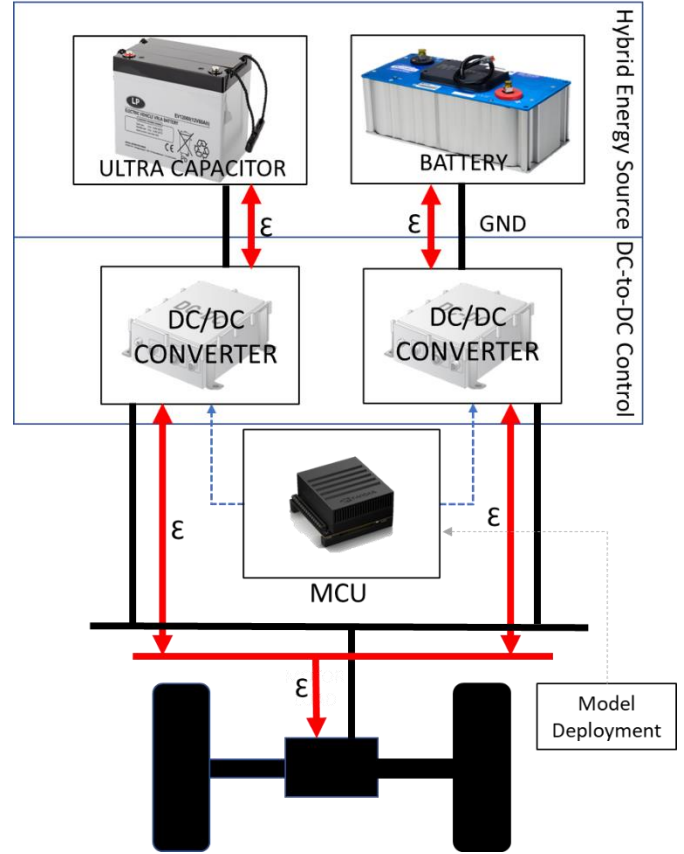 Hybrid Energy Source
LP
ULTRA CAPACITOR
BATTERY
ε
ε
GND
DC-to-DC Control
DC/DC
CONVERTER
DC/DC
CONVERTER
ε
ε
MCU
ε
Model
Deployment